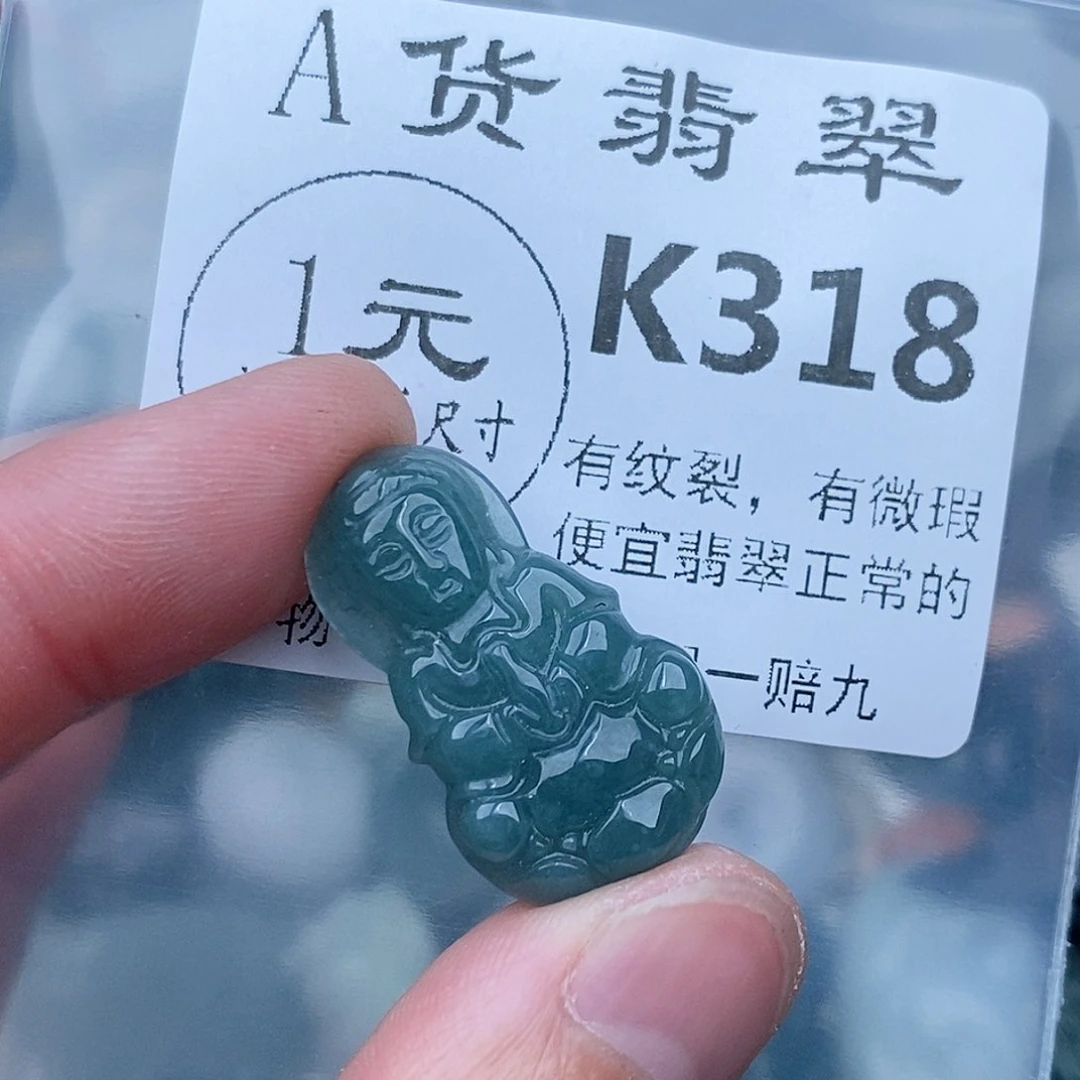 A货翡翠
1元
K318
尺寸
有纹裂，有微瑕
便宜翡翠正常的
物
一赔九